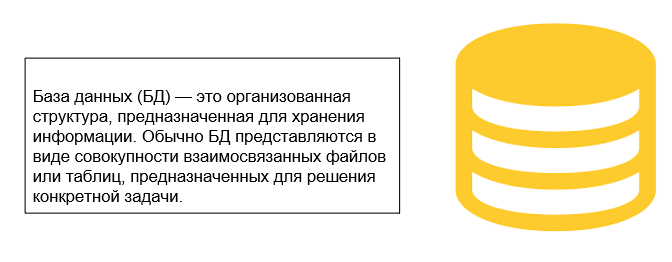 База данных (БД) — это организованная
структура, предназначенная для хранения
информации. Обычно БД представляются в
виде совокупности взаимосвязанных файлов
или таблиц, предназначенных для решения
конкретной задачи.